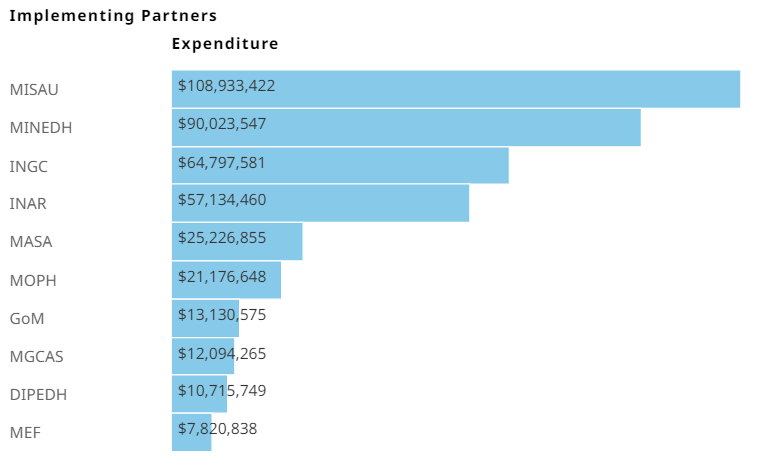 Implementing Partners
Expenditure
MISAU $108,933,422
MINEDH $90,023,547
INGC $64,797,581
INAR $57,134,460
MASA $25,226,855
MOPH $21,176,648
GoM $13,130,575
MGCAS $12,094,265
DIPEDH $10,715,749
MEF $7,820,838